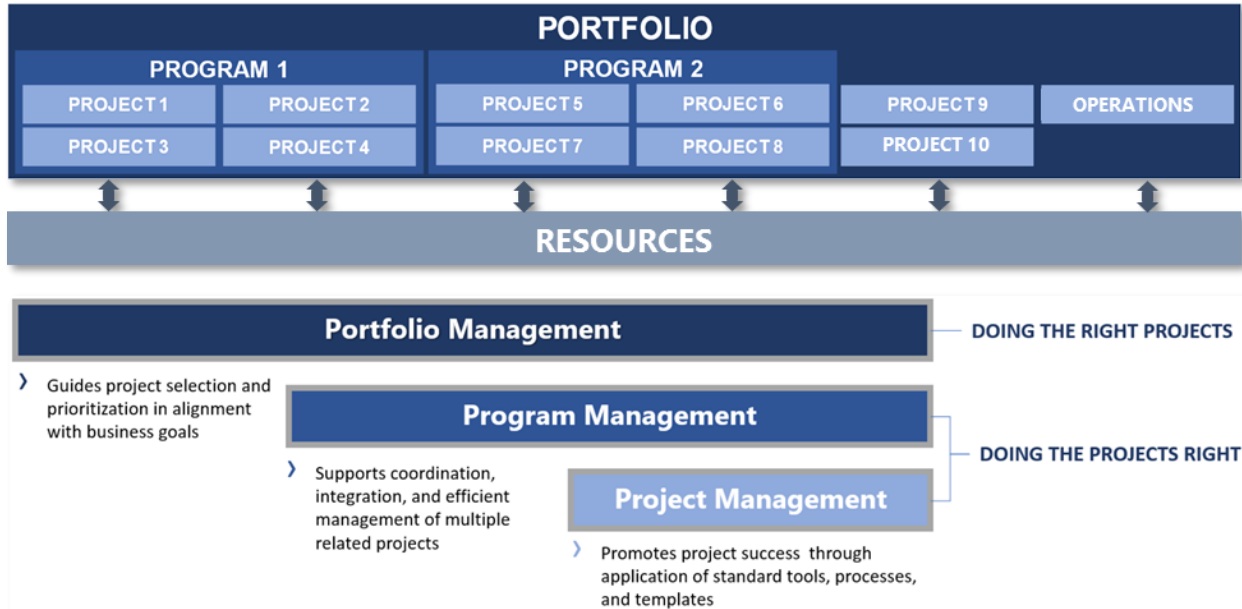 PORTFOLIO
PROGRAM 1
PROGRAM 2
PROJECT 1
PROJECT 2
PROJECT 5
PROJECT 6
PROJECT 9
OPERATIONS
PROJECT 3
PROJECT 4
PROJECT 7
PROJECT 8
PROJECT 10
RESOURCES
Portfolio Management
DOING THE RIGHT PROJECTS
Guides project selection and
prioritization in alignment
with business goals
Program Management
DOING THE PROJECTS RIGHT
Supports coordination,
integration, and efficient
management of multiple
related projects
Project Management
Promotes project success through
application of standard tools, processes,
and templates